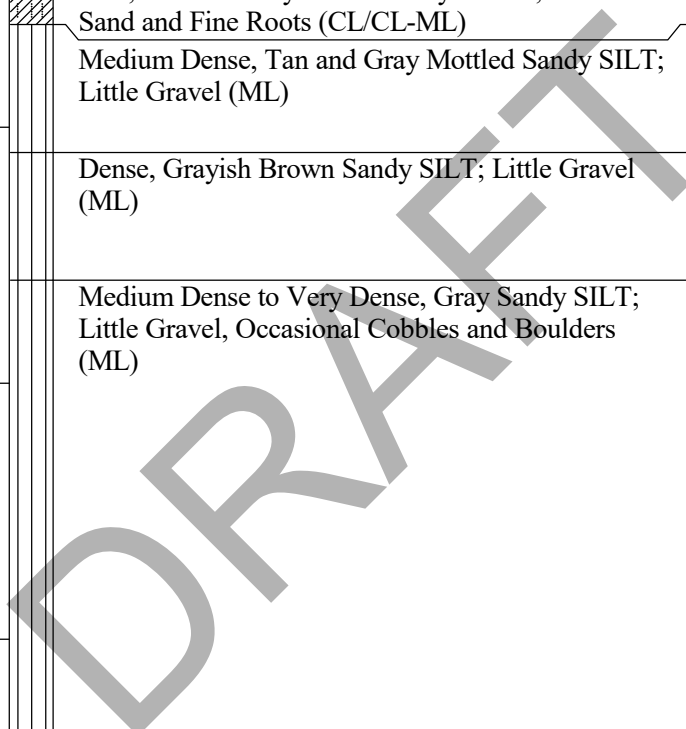 Sand and Fine Roots (CL/CL-ML)
Medium Dense, Tan and Gray Mottled Sandy SILT;
Little Gravel (ML)
Dense, Grayish Brown Sandy SILT; Little Gravel
(ML)
Medium Dense to Very Dense, Gray Sandy SILT;
Little Gravel, Occasional Cobbles and Boulders
(ML)
DRAFT